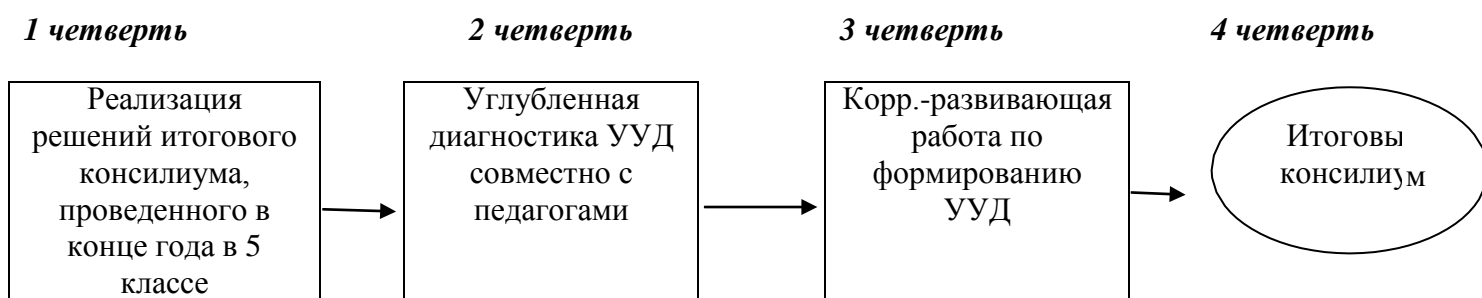 1 четверть
2 четверть
3 четверть
4 четверть
Реализация
решений итогового
консилиума,
проведенного в
конце года в 5
классе
Углубленная
диагностика УУД
совместно с
педагогами
Корр.-развивающая
работа по
формированию
УУД
Итоговы
консилиум